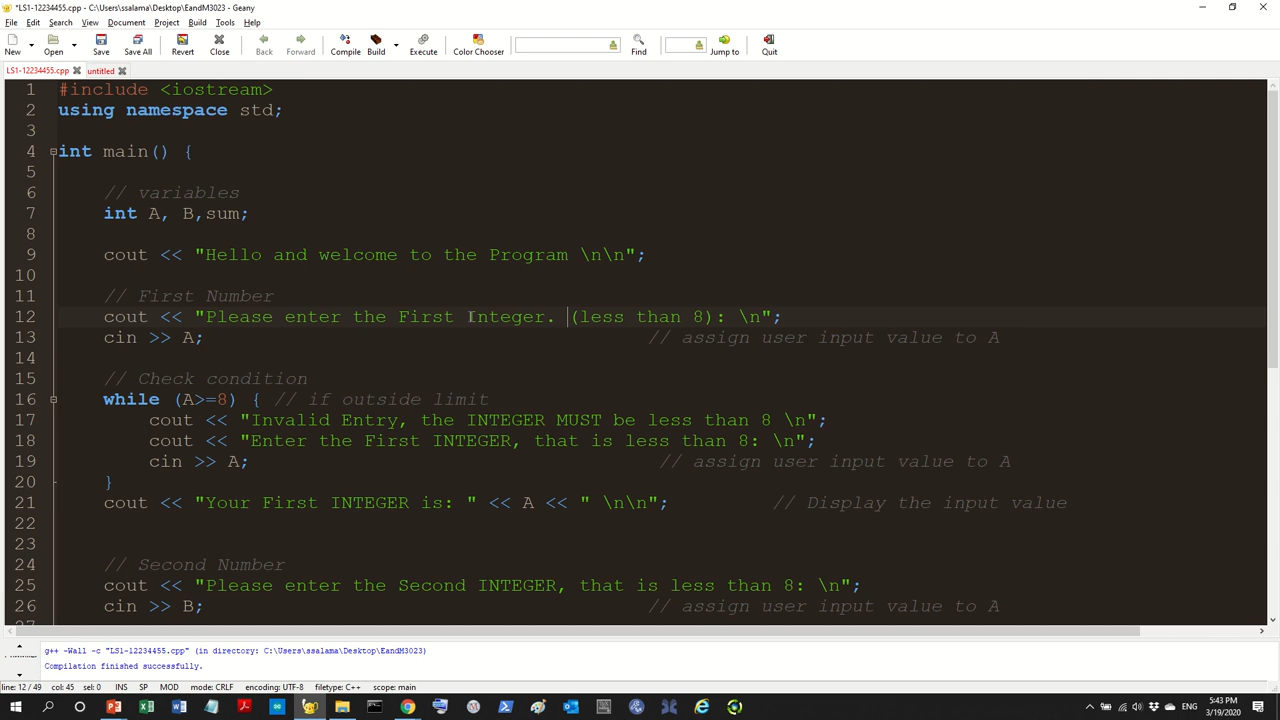 *LS1-12234455.cpp - C:\Users\ssalama\Desktop\EandM3023 - Geany
File Edit Search View Document Project Build Tools Help
New Open Save Save All Revert Close Back Forward Compile Build Execute Color Chooser Find Jump to Quit
LS1-12234455.cpp untitled
1 #include <iostream>
2 using namespace std;
3
4 int main() {
5
6 // variables
7 int A, B,sum;
8
9 cout << "Hello and welcome to the Program \n\n";
10
11 // First Number
12 cout << "Please enter the First Integer. (less than 8): \n";
13 cin >> A; // assign user input value to A
14
15 // Check condition
16 while (A>=8) { // if outside limit
17 cout << "Invalid Entry, the INTEGER MUST be less than 8 \n";
18 cout << "Enter the First INTEGER, that is less than 8: \n";
19 cin >> A; // assign user input value to A
20 }
21 cout << "Your First INTEGER is: " << A << " \n\n"; // Display the input value
22
23
24 // Second Number
25 cout << "Please enter the Second INTEGER, that is less than 8: \n";
26 cin >> B; // assign user input value to A
g++ -Wall -c "LS1-12234455.cpp" (in directory: C:\Users\ssalama\Desktop\EandM3023)
Compilation finished successfully.
line: 12 / 49 col: 45 sel: 0 INS SP MOD mode: CRLF encoding: UTF-8 filetype: C++ scope: main
5:43 PM
3/19/2020